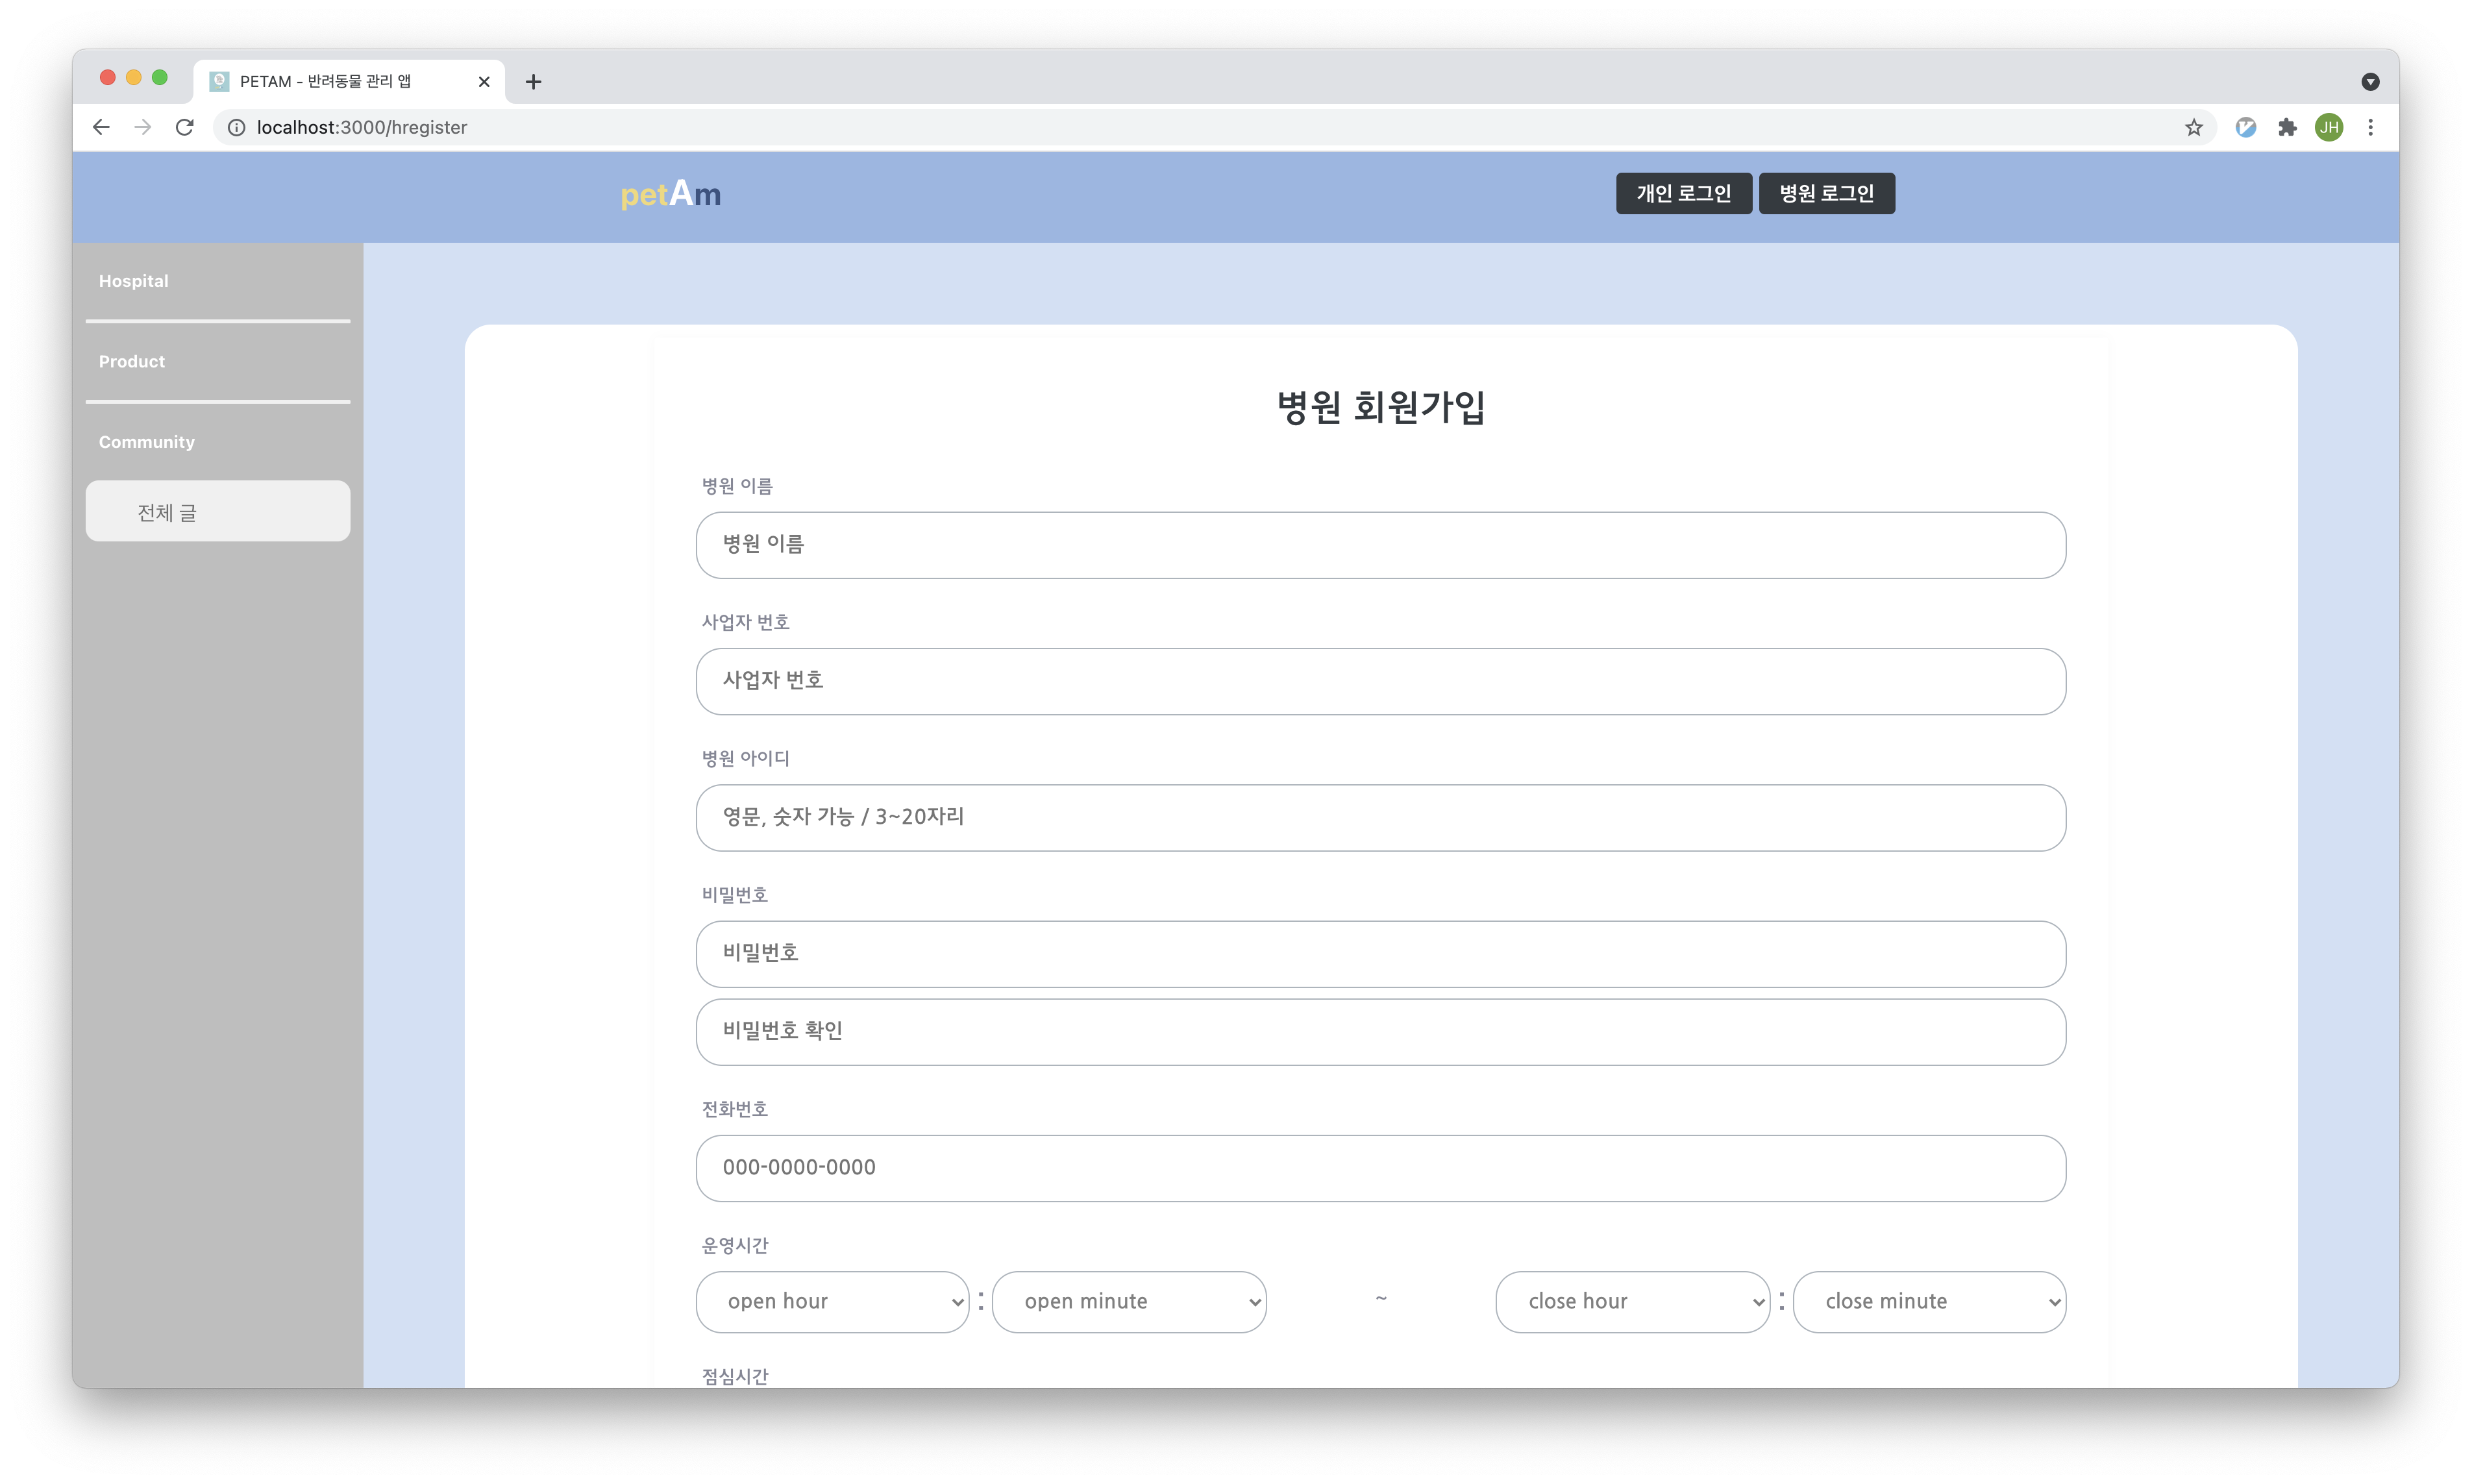 PETAM - 반려동물 관리 앱
localhost:3000/hregister
JH
petAm
개인 로그인 병원 로그인
Hospital
Product
Community
전체 글
병원 회원가입
병원 이름
병원 이름
사업자 번호
사업자 번호
병원 아이디
영문, 숫자 가능 / 3~20자리
비밀번호
비밀번호
비밀번호 확인
전화번호
000-0000-0000
운영시간
open hour : open minute ~ close hour : close minute
점심시간